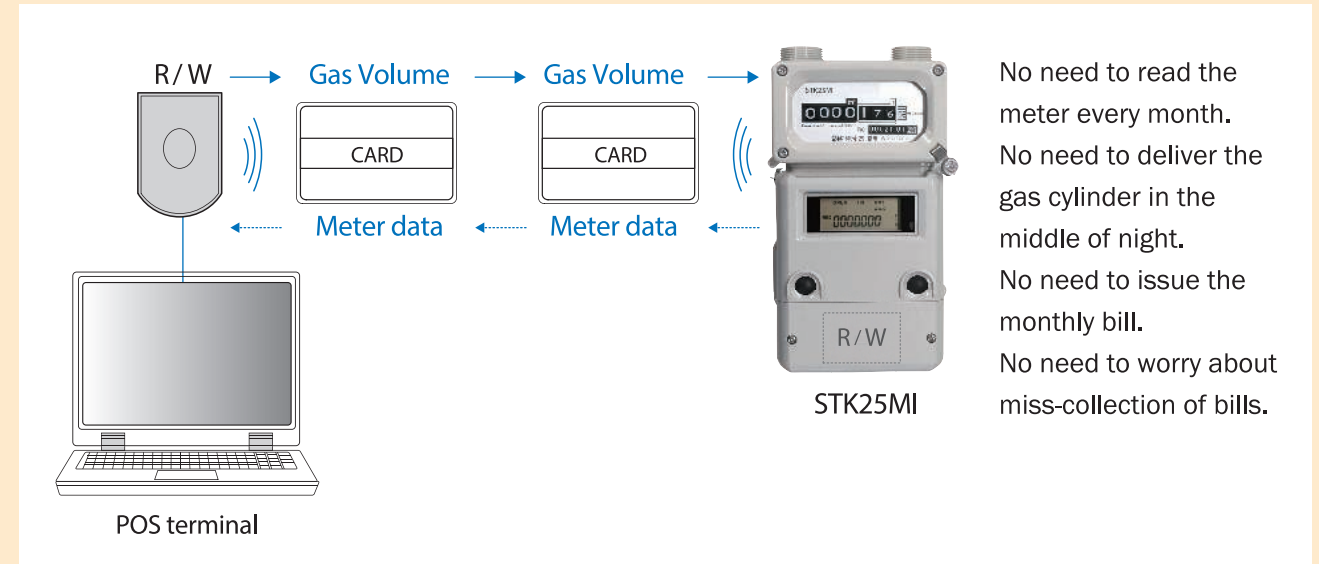 R/W
Gas Volume
Gas Volume
CARD
CARD
Meter data
Meter data
STK25MI
0000176
0000000
R/W
STK25MI
POS terminal
No need to read the
meter every month.
No need to deliver the
gas cylinder in the
middle of night.
No need to issue the
monthly bill.
No need to worry about
miss-collection of bills.